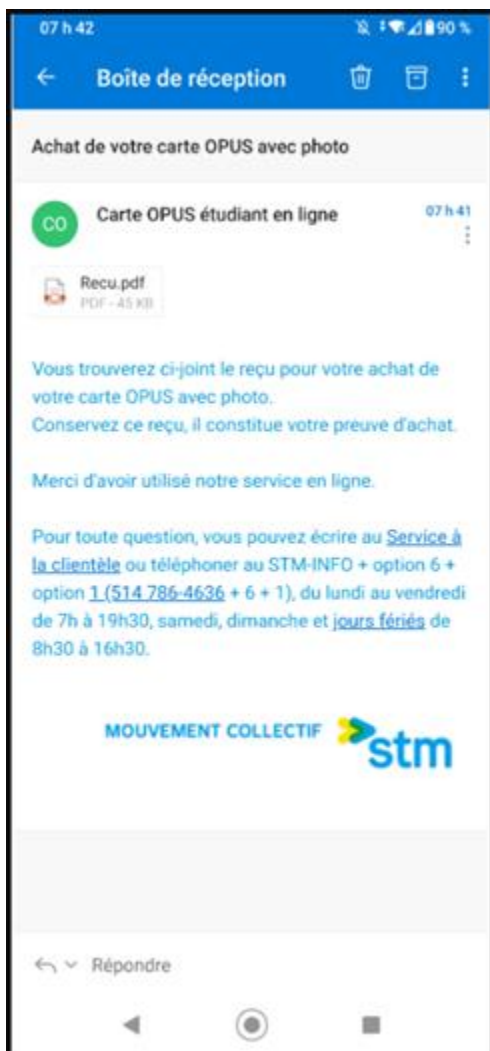 07 h 42
90 %
Boîte de réception
Achat de votre carte OPUS avec photo
CO
Carte OPUS étudiant en ligne
07 h 41
Recu.pdf
PDF - 45 KB
Vous trouverez ci-joint le reçu pour votre achat de
votre carte OPUS avec photo.
Conservez ce reçu, il constitue votre preuve d'achat.
Merci d'avoir utilisé notre service en ligne.
Pour toute question, vous pouvez écrire au Service à
la clientèle ou téléphoner au STM-INFO + option 6 +
option 1 (514 786-4636 + 6 + 1), du lundi au vendredi
de 7h à 19h30, samedi, dimanche et jours fériés de
8h30 à 16h30.
MOUVEMENT COLLECTIF
stm
Répondre